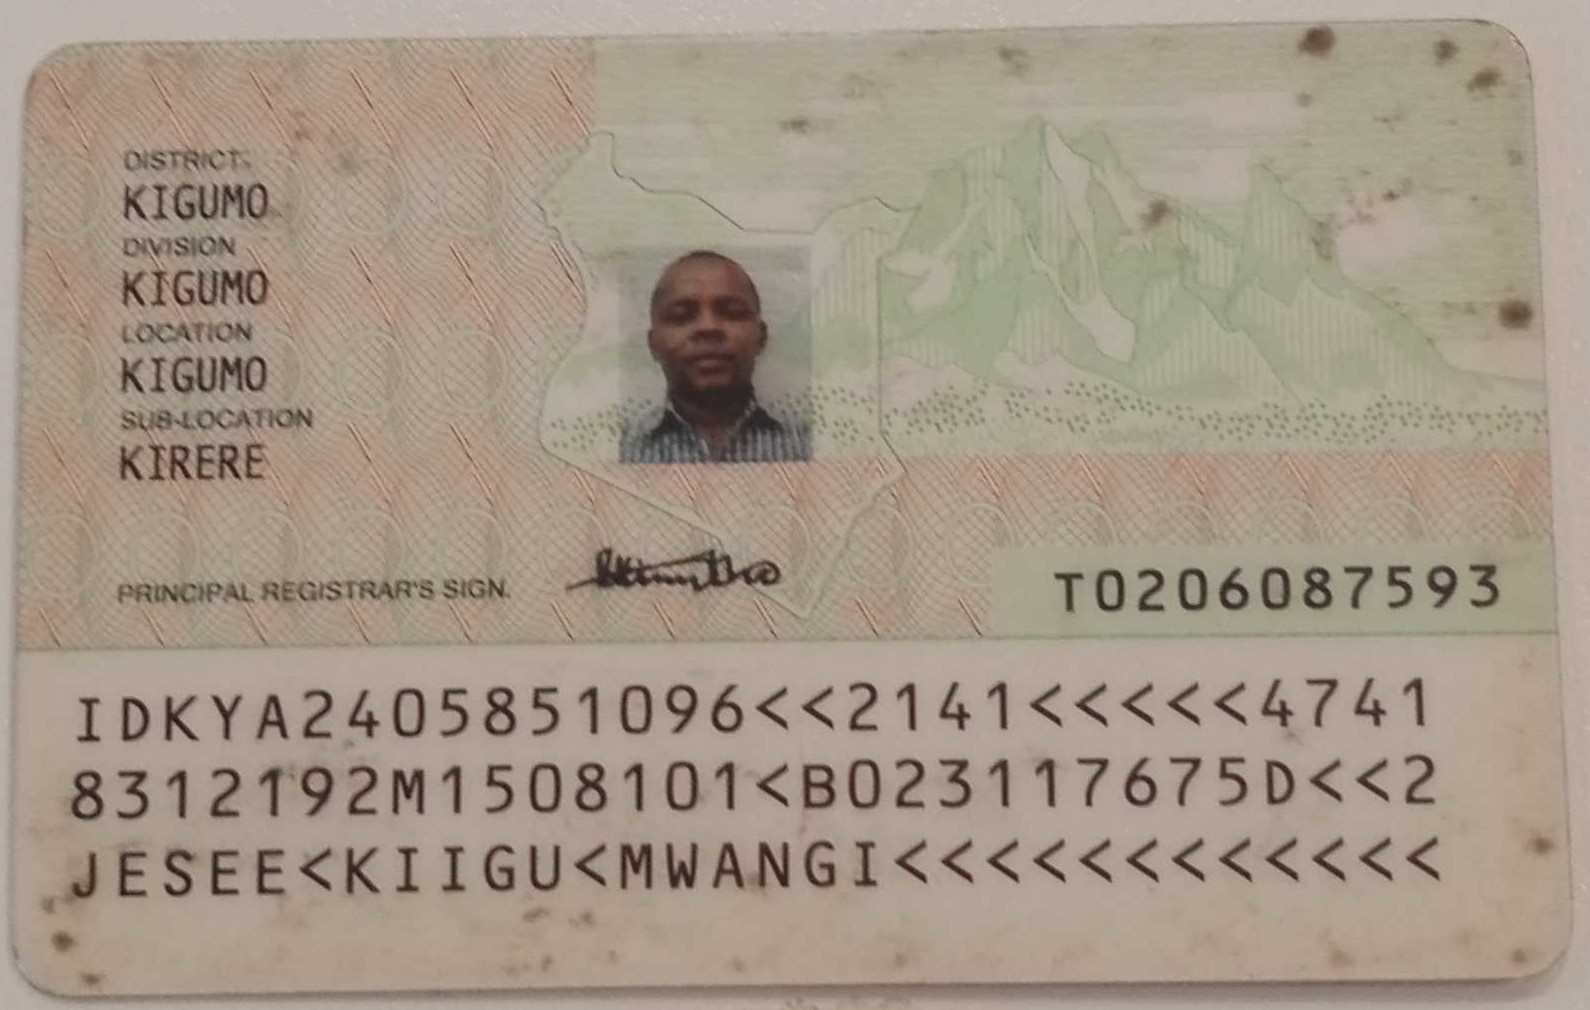 DISTRICT
KIGUMO
DIVISION
KIGUMO
LOCATION
KIGUMO
SUB-LOCATION
KIRERE
PRINCIPAL REGISTRAR'S SIGN.
T0206087593
IDKYA2405851096<<2141<<<<<4741
8312192M1508101<B023117675D<<2
JESEE<KIIGU<MWANGI<<<<<<<<<<<<